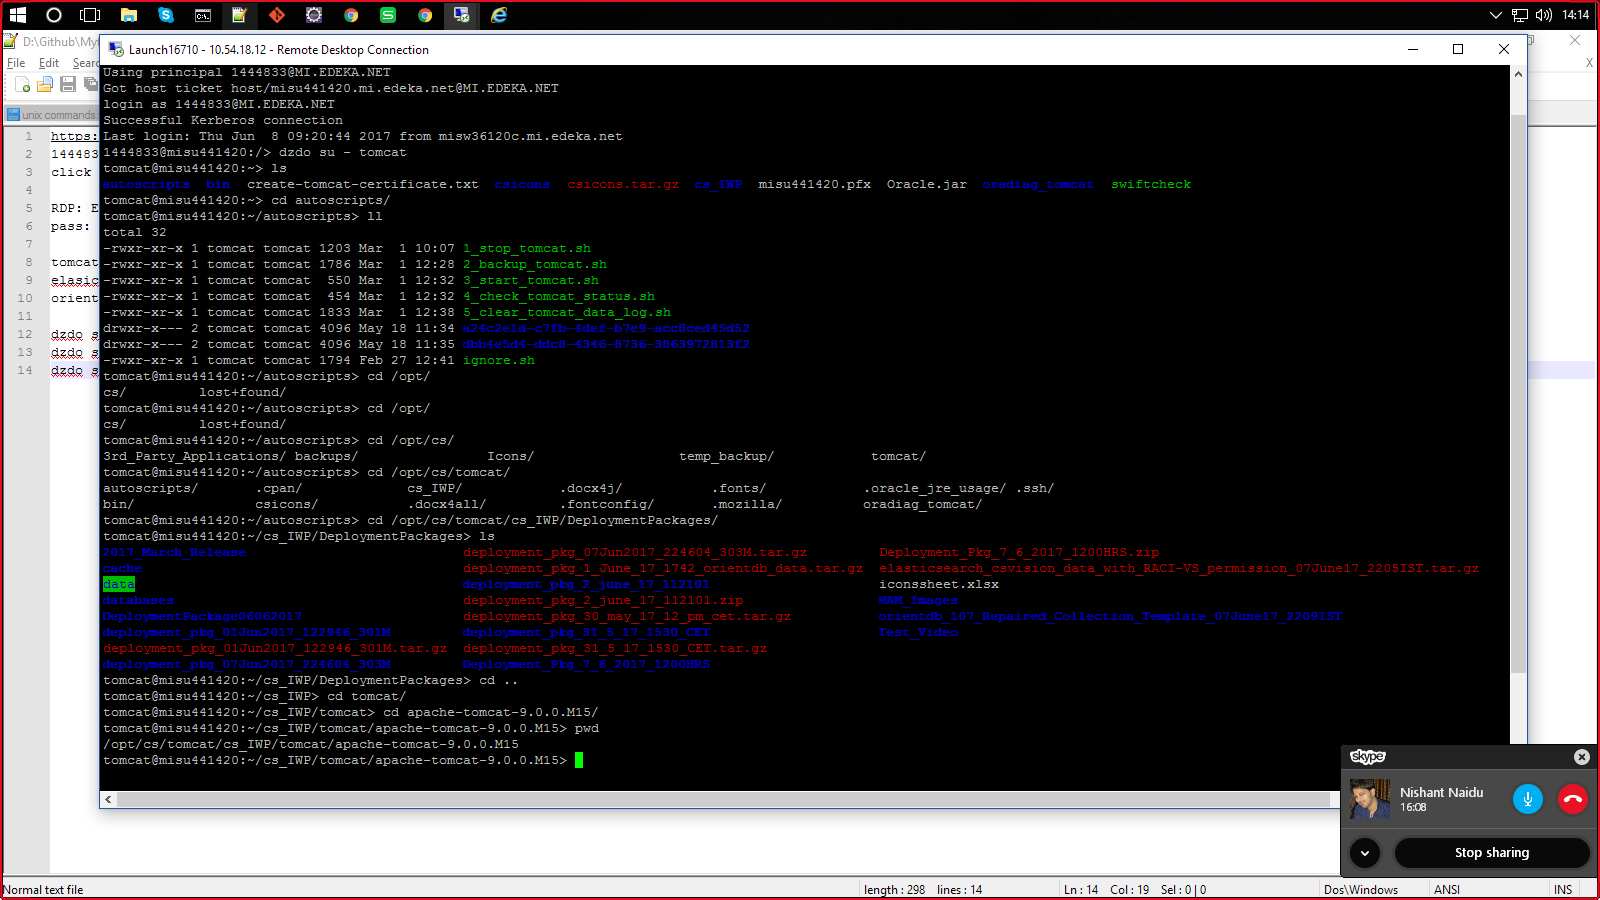 14:14
D:\Github\Myf
Launch16710 - 10.54.18.12 - Remote Desktop Connection
File Edit Searc
X
unix commands.
1 https:
2 144483
3 click
4
5 RDP: E
6 pass:
7
8 tomcat
9 elasic
10 orient
11
12 dzdo s
13 dzdo s
14 dzdo s
Using principal 1444833@MI.EDEKA.NET
Got host ticket host/misu441420.mi.edeka.net@MI.EDEKA.NET
login as 1444833@MI.EDEKA.NET
Successful Kerberos connection
Last login: Thu Jun  8 09:20:44 2017 from misw36120c.mi.edeka.net
1444833@misu441420:/> dzdo su - tomcat
tomcat@misu441420:~> ls
autoscripts bin create-tomcat-certificate.txt csicons csicons.tar.gz cs_IWP misu441420.pfx Oracle.jar oradiag_tomcat swiftcheck
tomcat@misu441420:~> cd autoscripts/
tomcat@misu441420:~/autoscripts> ll
total 32
-rwxr-xr-x 1 tomcat tomcat 1203 Mar  1 10:07 1_stop_tomcat.sh
-rwxr-xr-x 1 tomcat tomcat 1786 Mar  1 12:28 2_backup_tomcat.sh
-rwxr-xr-x 1 tomcat tomcat  550 Mar  1 12:32 3_start_tomcat.sh
-rwxr-xr-x 1 tomcat tomcat  454 Mar  1 12:32 4_check_tomcat_status.sh
-rwxr-xr-x 1 tomcat tomcat 1833 Mar  1 12:38 5_clear_tomcat_data_log.sh
drwxr-x--- 2 tomcat tomcat 4096 May 18 11:34 a24c2e1d-c7fb-4def-b7e9-acc8ced45d52
drwxr-x--- 2 tomcat tomcat 4096 May 18 11:35 dbb4e5d4-ddc8-4346-8736-3863972813f2
-rwxr-xr-x 1 tomcat tomcat 1794 Feb 27 12:41 ignore.sh
tomcat@misu441420:~/autoscripts> cd /opt/
cs/ lost+found/
tomcat@misu441420:~/autoscripts> cd /opt/
cs/ lost+found/
tomcat@misu441420:~/autoscripts> cd /opt/cs/
3rd_Party_Applications/ backups/ Icons/ temp_backup/ tomcat/
tomcat@misu441420:~/autoscripts> cd /opt/cs/tomcat/
autoscripts/ .cpan/ cs_IWP/ .docx4j/ .fonts/ .oracle_jre_usage/ .ssh/
bin/ csicons/ .docx4all/ .fontconfig/ .mozilla/ oradiag_tomcat/
tomcat@misu441420:~/autoscripts> cd /opt/cs/tomcat/cs_IWP/DeploymentPackages/
tomcat@misu441420:~/cs_IWP/DeploymentPackages> ls
2017_March_Release deployment_pkg_07Jun2017_224604_303M.tar.gz Deployment_Pkg_7_6_2017_1200HRS.zip
cache deployment_pkg_1_June_17_1742_orientdb_data.tar.gz elasticsearch_csvision_data_with_RACI-VS_permission_07June17_2205IST.tar.gz
data deployment_pkg_2_june_17_112101 iconssheet.xlsx
databases deployment_pkg_2_june_17_112101.zip MAM_Images
DeploymentPackage06062017 deployment_pkg_30_may_17_12_pm_cet.tar.gz orientdb_107_Repaired_Collection_Template_07June17_2209IST
deployment_pkg_01Jun2017_122946_301M deployment_pkg_31_5_17_1530_CET Test_Video
deployment_pkg_01Jun2017_122946_301M.tar.gz deployment_pkg_31_5_17_1530_CET.tar.gz
deployment_pkg_07Jun2017_224604_303M deployment_Pkg_7_6_2017_1200HRS
tomcat@misu441420:~/cs_IWP/DeploymentPackages> cd ..
tomcat@misu441420:~/cs_IWP> cd tomcat/
tomcat@misu441420:~/cs_IWP/tomcat> cd apache-tomcat-9.0.0.M15/
tomcat@misu441420:~/cs_IWP/tomcat/apache-tomcat-9.0.0.M15> pwd
/opt/cs/tomcat/cs_IWP/tomcat/apache-tomcat-9.0.0.M15
tomcat@misu441420:~/cs_IWP/tomcat/apache-tomcat-9.0.0.M15>
skype
Nishant Naidu
16:08
Stop sharing
Normal text file length : 298 lines : 14 Ln : 14 Col : 19 Sel : 0 | 0 Dos\Windows ANSI INS